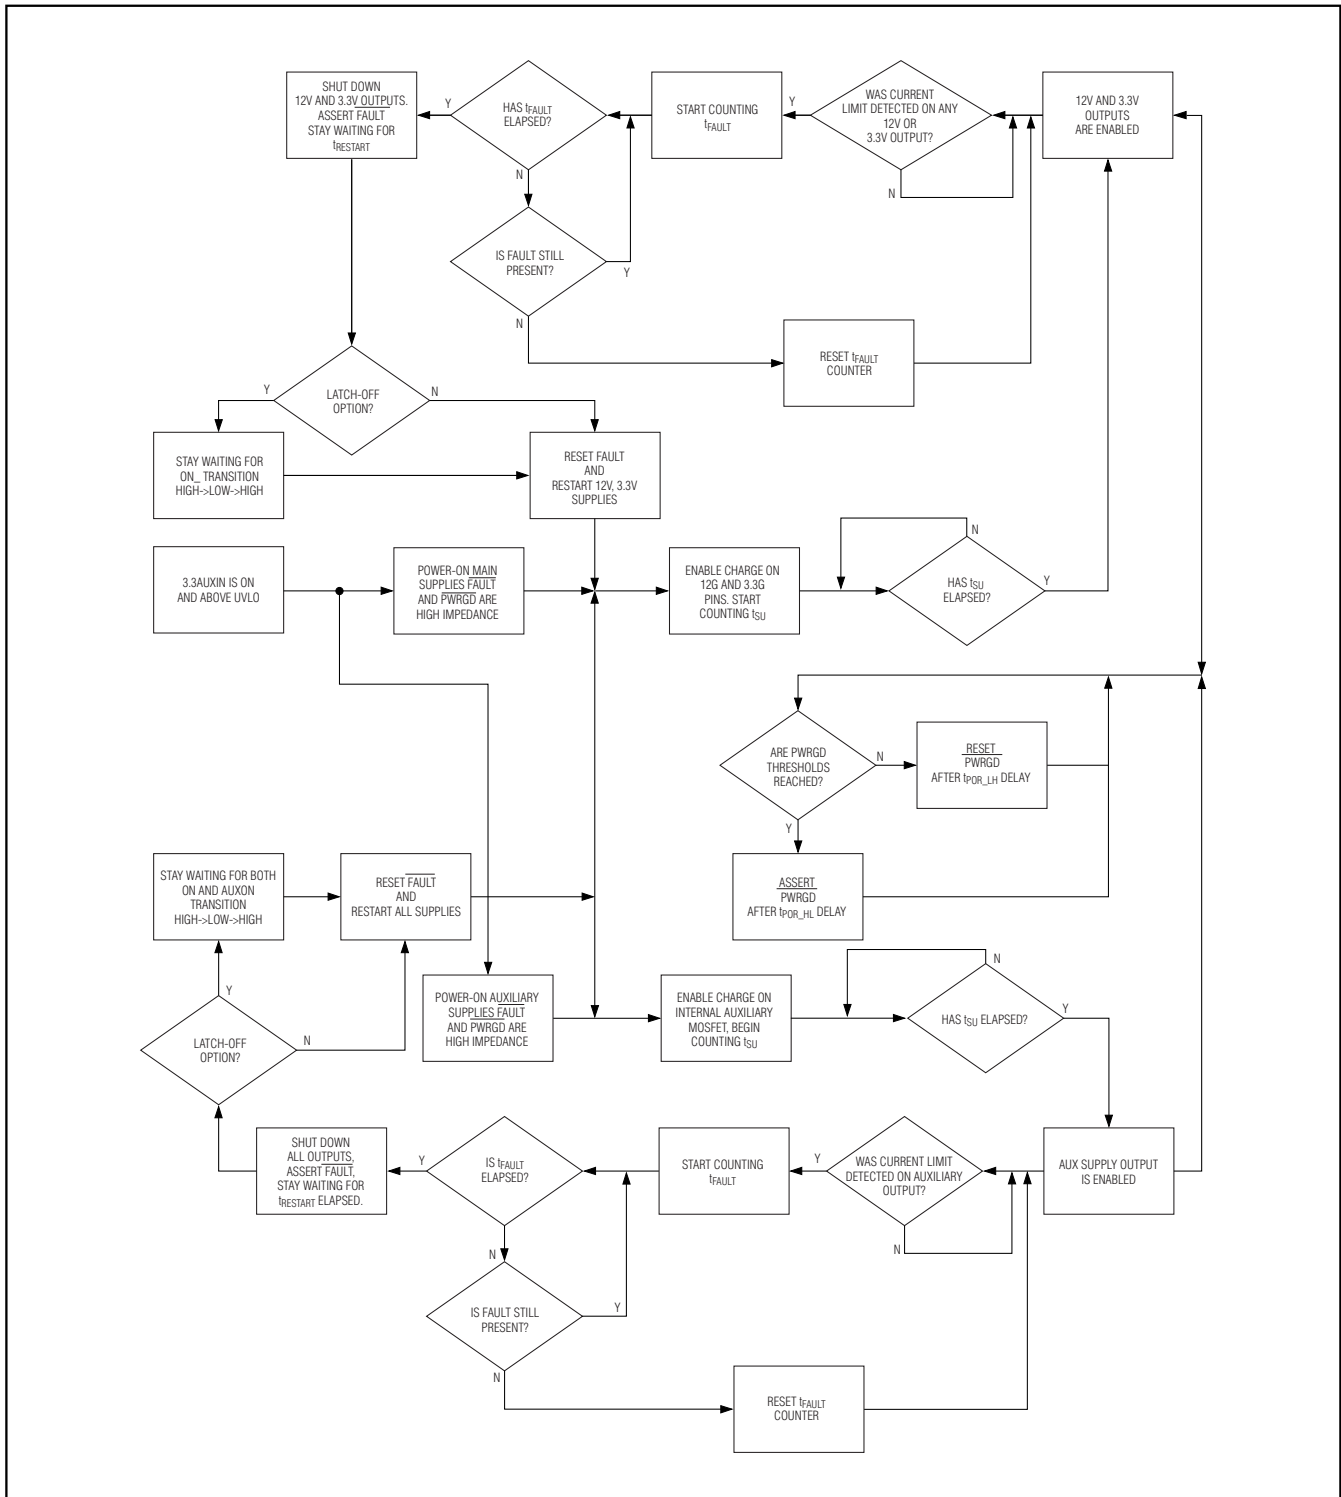 SHUT DOWN
12V AND 3.3V OUTPUTS.
ASSERT FAULT
STAY WAITING FOR
tRESTART
Y
HAS tFAULT
ELAPSED?
START COUNTING
tFAULT
Y
WAS CURRENT
LIMIT DETECTED ON ANY
12V OR
3.3V OUTPUT?
12V AND 3.3V
OUTPUTS
ARE ENABLED
N
N
IS FAULT STILL
PRESENT?
Y
N
RESET tFAULT
COUNTER
Y
LATCH-OFF
OPTION?
N
STAY WAITING FOR
ON_ TRANSITION
HIGH->LOW->HIGH
RESET FAULT
AND
RESTART 12V, 3.3V
SUPPLIES
3.3AUXIN IS ON
AND ABOVE UVLO
POWER-ON MAIN
SUPPLIES FAULT
AND PWRGD ARE
HIGH IMPEDANCE
ENABLE CHARGE ON
12G AND 3.3G
PINS. START
COUNTING tSU
N
HAS tSU
ELAPSED?
Y
ARE PWRGD
THRESHOLDS
REACHED?
N
RESET
PWRGD
AFTER tPOR_LH DELAY
Y
ASSERT
PWRGD
AFTER tPOR_HL DELAY
STAY WAITING FOR BOTH
ON AND AUXON
TRANSITION
HIGH->LOW->HIGH
RESET FAULT
AND
RESTART ALL SUPPLIES
Y
LATCH-OFF
OPTION?
N
POWER-ON AUXILIARY
SUPPLIES FAULT
AND PWRGD ARE
HIGH IMPEDANCE
ENABLE CHARGE ON
INTERNAL AUXILIARY
MOSFET, BEGIN
COUNTING tSU
N
HAS tSU ELAPSED?
Y
SHUT DOWN
ALL OUTPUTS,
ASSERT FAULT,
STAY WAITING FOR
tRESTART ELAPSED.
Y
IS tFAULT
ELAPSED?
START COUNTING
tFAULT
Y
WAS CURRENT LIMIT
DETECTED ON AUXILIARY
OUTPUT?
AUX SUPPLY OUTPUT
IS ENABLED
N
N
IS FAULT STILL
PRESENT?
Y
N
RESET tFAULT
COUNTER